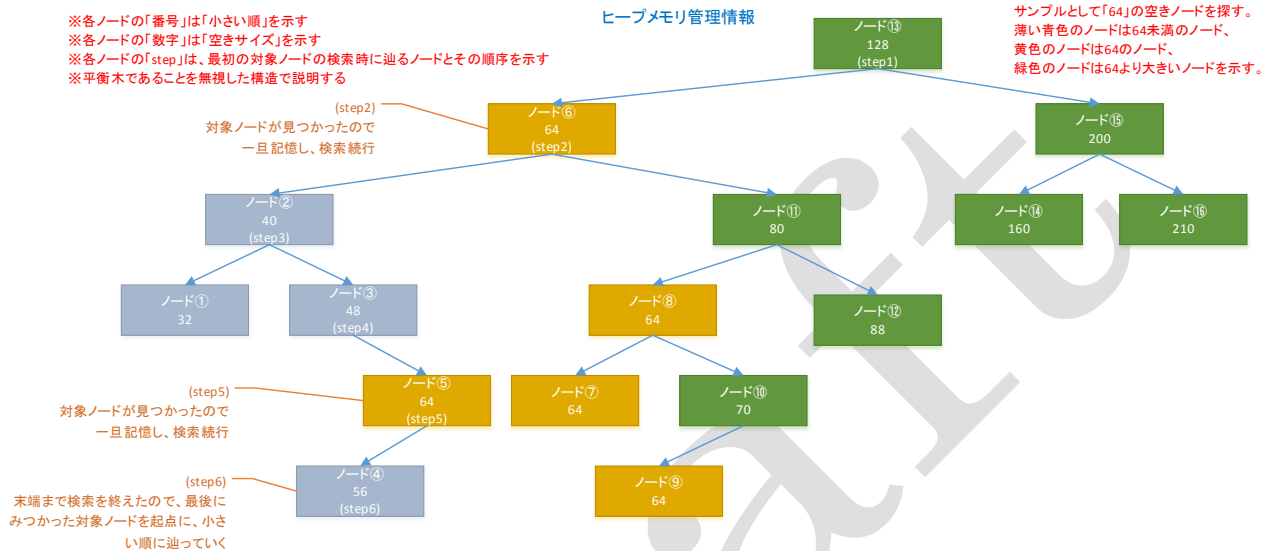 ※各ノードの「番号」は「小さい順」を示す
※各ノードの「数字」は「空きサイズ」を示す
※各ノードの「step」は、最初の対象ノードの検索時に辿るノードとその順序を示す
※平衡木であることを無視した構造で説明する
ヒープメモリ管理情報
サンプルとして「64」の空きノードを探す。
薄い青色のノードは64未満のノード、
黄色のノードは64のノード、
緑色のノードは64より大きいノードを示す。
ノード⑬
128
(step1)
(step2)
対象ノードが見つかったので
一旦記憶し、検索続行
ノード⑥
64
(step2)
ノード⑮
200
ノード②
40
(step3)
ノード⑪
80
ノード⑭
160
ノード⑯
210
ノード①
32
ノード③
48
(step4)
ノード⑧
64
ノード⑫
88
(step5)
対象ノードが見つかったので
一旦記憶し、検索続行
ノード⑤
64
(step5)
ノード⑦
64
ノード⑩
70
(step6)
末端まで検索を終えたので、最後に
みつかった対象ノードを起点に、小さ
い順に辿っていく
ノード④
56
(step6)
ノード⑨
64